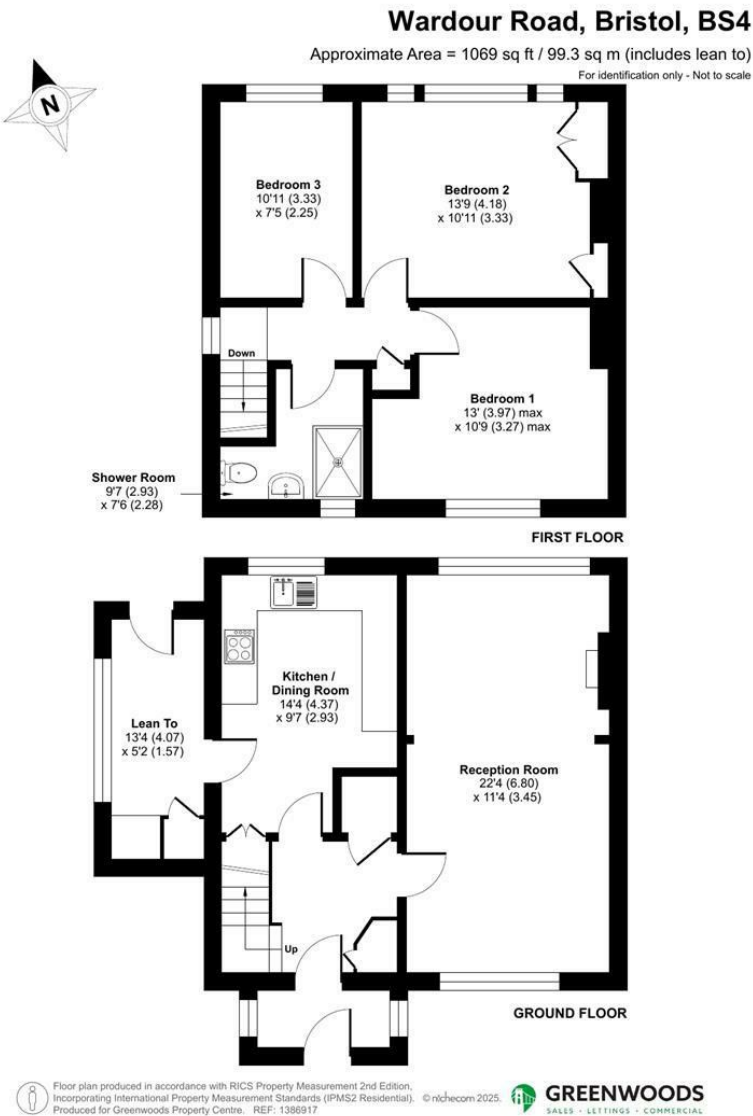 Wardour Road, Bristol, BS4
Approximate Area = 1069 sq ft / 99.3 sq m (includes lean to)
For identification only - Not to scale
N
Bedroom 3
10'11 (3.33)
x 7'5 (2.25)
Bedroom 2
13'9 (4.18)
x 10'11 (3.33)
Down
Bedroom 1
13' (3.97) max
x 10'9 (3.27) max
Shower Room
9'7 (2.93)
x 7'6 (2.28)
FIRST FLOOR
Kitchen /
Dining Room
14'4 (4.37)
x 9'7 (2.93)
Lean To
13'4 (4.07)
x 5'2 (1.57)
Reception Room
22'4 (6.80)
x 11'4 (3.45)
Up
GROUND FLOOR
Floor plan produced in accordance with RICS Property Measurement 2nd Edition,
Incorporating International Property Measurement Standards (IPMS2 Residential). © nichecom 2025.
Produced for Greenwoods Property Centre. REF: 1386917
GREENWOODS
SALES · LETTINGS · COMMERCIAL